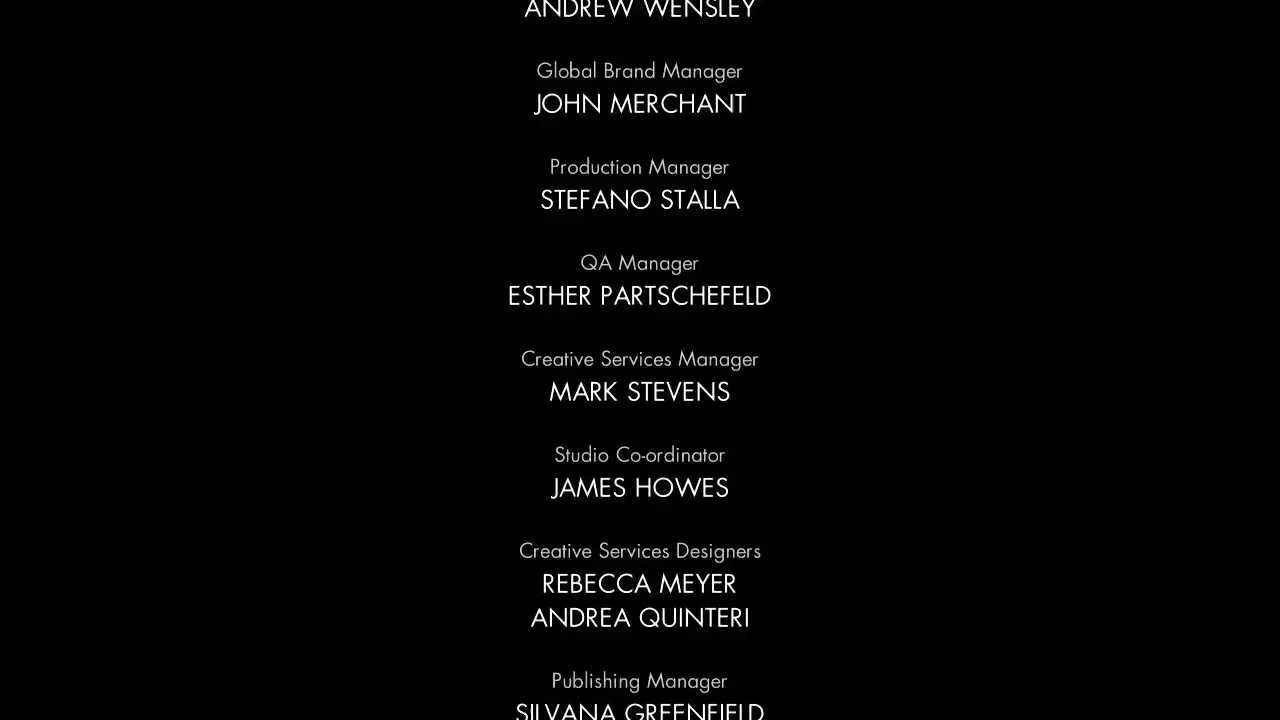 ANDREW WENSLEY
Global Brand Manager
JOHN MERCHANT
Production Manager
STEFANO STALLA
QA Manager
ESTHER PARTSCHEFELD
Creative Services Manager
MARK STEVENS
Studio Co-ordinator
JAMES HOWES
Creative Services Designers
REBECCA MEYER
ANDREA QUINTERI
Publishing Manager
SILVANA GREENFIELD